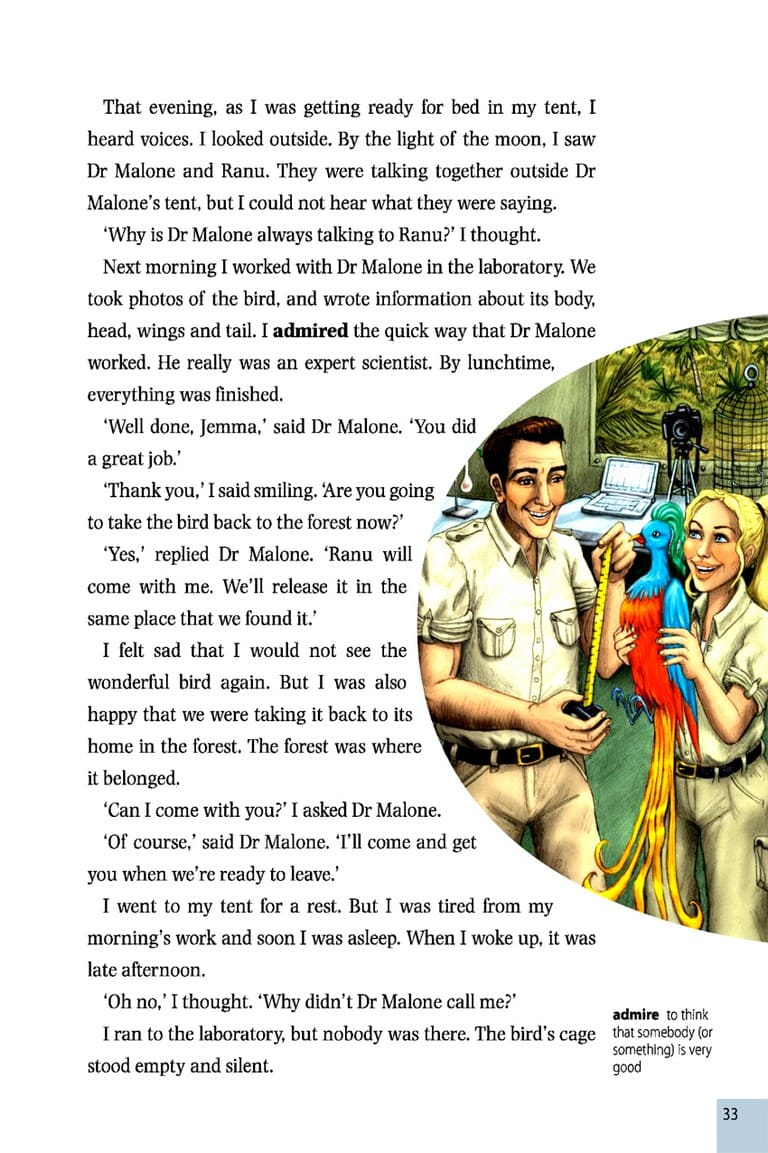 That evening, as I was getting ready for bed in my tent, I
heard voices. I looked outside. By the light of the moon, I saw
Dr Malone and Ranu. They were talking together outside Dr
Malone’s tent, but I could not hear what they were saying.
‘Why is Dr Malone always talking to Ranu?’ I thought.
Next morning I worked with Dr Malone in the laboratory. We
took photos of the bird, and wrote information about its body,
head, wings and tail. I admired the quick way that Dr Malone
worked. He really was an expert scientist. By lunchtime,
everything was finished.
‘Well done, Jemma,’ said Dr Malone. ‘You did
a great job.’
‘Thank you,’ I said smiling. ‘Are you going
to take the bird back to the forest now?’
‘Yes,’ replied Dr Malone. ‘Ranu will
come with me. We’ll release it in the
same place that we found it.’
I felt sad that I would not see the
wonderful bird again. But I was also
happy that we were taking it back to its
home in the forest. The forest was where
it belonged.
‘Can I come with you?’ I asked Dr Malone.
‘Of course,’ said Dr Malone. ‘I’ll come and get
you when we’re ready to leave.’
I went to my tent for a rest. But I was tired from my
morning’s work and soon I was asleep. When I woke up, it was
late afternoon.
‘Oh no,’ I thought. ‘Why didn’t Dr Malone call me?’
I ran to the laboratory, but nobody was there. The bird’s cage
stood empty and silent.
admire to think
that somebody (or
something) is very
good
33